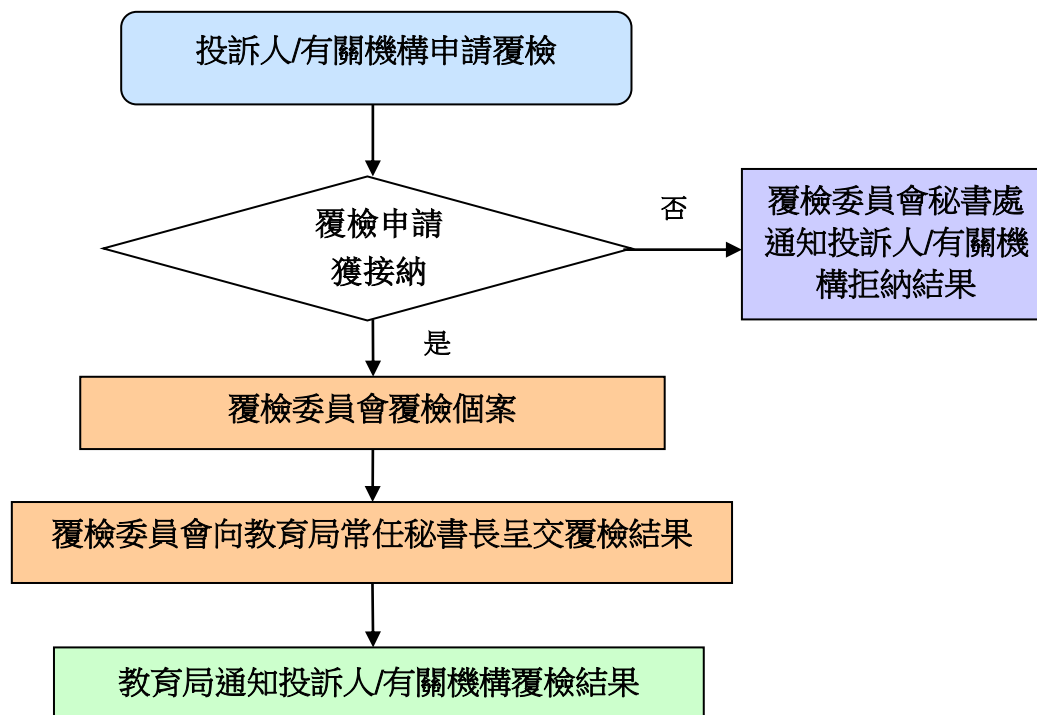 投訴人/有關機構申請覆檢
覆檢申請
獲接納
否
覆檢委員會秘書處
通知投訴人/有關機
構拒納結果
是
覆檢委員會覆檢個案
覆檢委員會向教育局常任秘書長呈交覆檢結果
教育局通知投訴人/有關機構覆檢結果